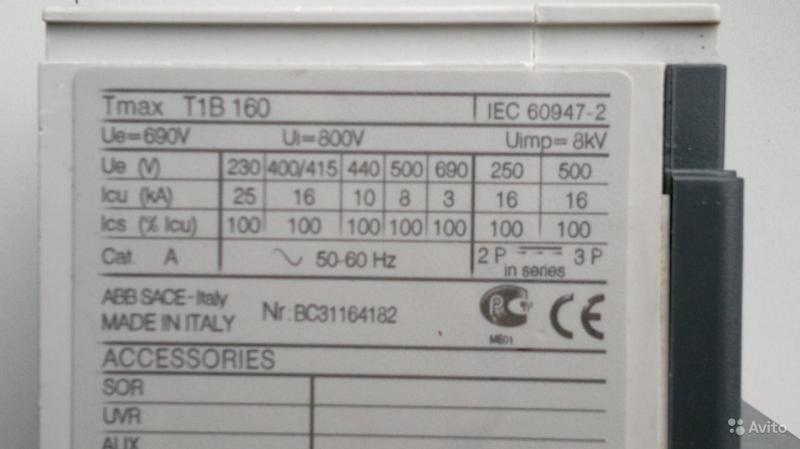 Tmax T1B 160 IEC 60947-2
Ue=690V Ui=800V Uimp=8kV
Ue (V) 230 400/415 440 500 690 250 500
Icu (kA) 25 16 10 8 3 16 16
Ics (% Icu) 100 100 100 100 100 100 100
Cat. A 50-60 Hz 2 P 3 P
in series
ABB SACE-Italy
MADE IN ITALY
Nr: BC31164182
PC
CE
ME01
ACCESSORIES
SOR
UVR
AUX
Avito